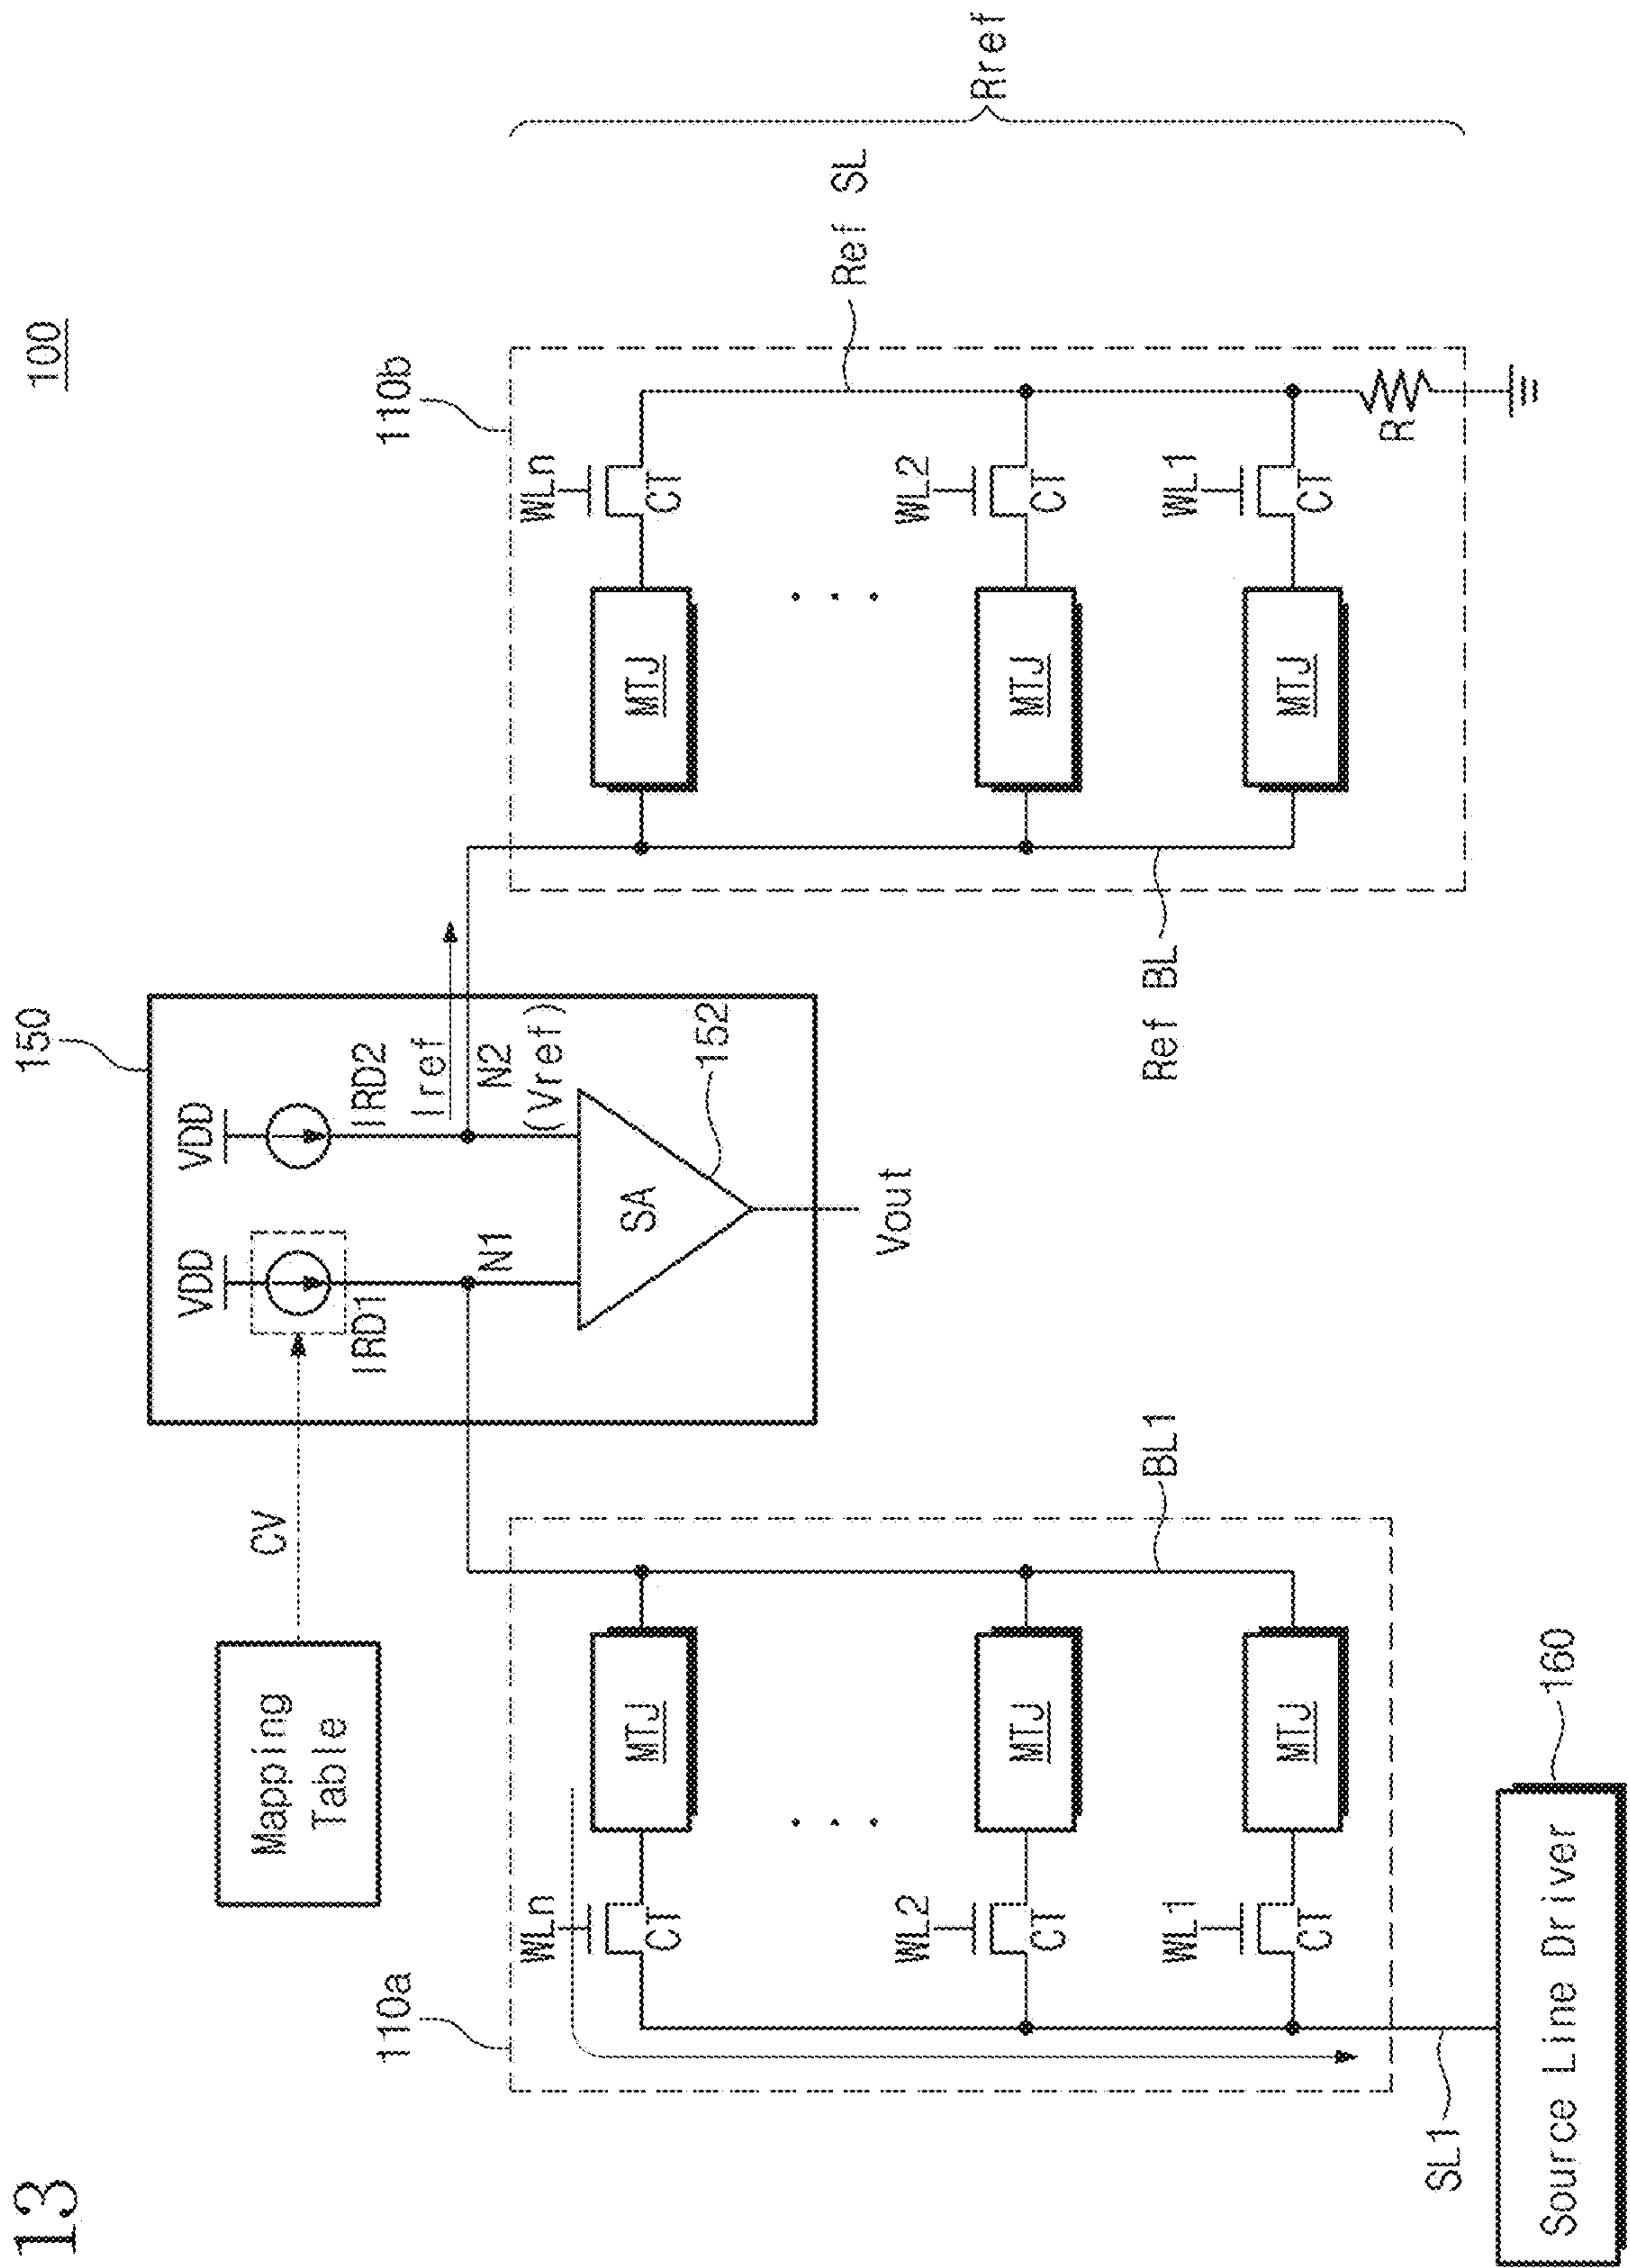 13
100
Mapping
Table
CV
150
VDD
VDD
IRD1
IRD2
Iref
N1
N2
(Vref)
SA
152
Vout
110a
WLn
CT
MTJ
WL2
CT
MTJ
WL1
CT
MTJ
BL1
SL1
Source Line Driver
160
110b
WLn
CT
MTJ
WL2
CT
MTJ
WL1
CT
MTJ
Ref BL
Ref SL
R
Rref